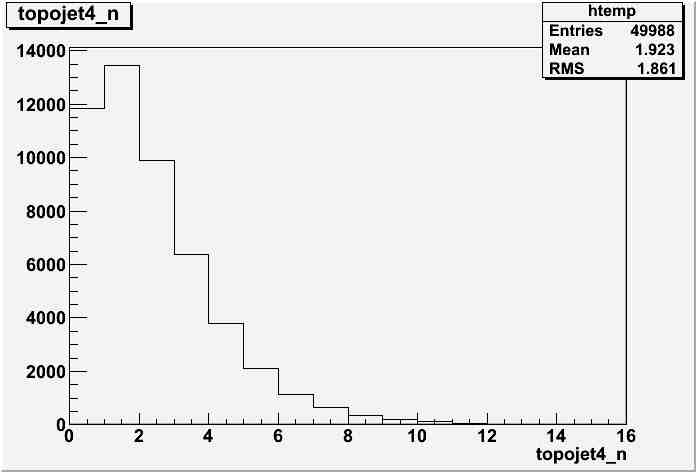 topojet4_n
htemp
Entries 49988
Mean 1.923
RMS 1.861
14000
12000
10000
8000
6000
4000
2000
0
0 2 4 6 8 10 12 14 16
topojet4_n